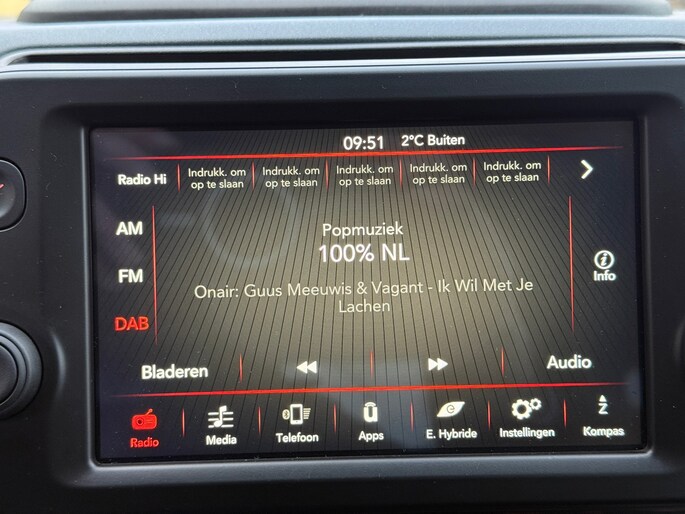 09:51 2°C Buiten
Radio Hi Indrukk. om Indrukk. om Indrukk. om Indrukk. om Indrukk. om
op te slaan op te slaan op te slaan op te slaan op te slaan
AM
Popmuziek
100% NL
FM
Info
Onair: Guus Meeuwis & Vagant - Ik Wil Met Je
Lachen
DAB
Bladeren Audio
Radio Media Telefoon Apps E. Hybride Instellingen Kompas